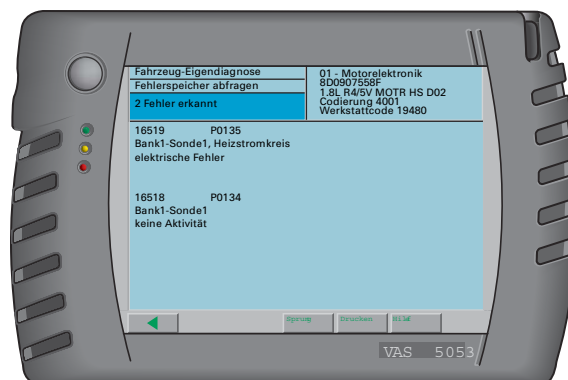 Fahrzeug-Eigendiagnose
Fehlerspeicher abfragen
2 Fehler erkannt
01 - Motorelektronik
8D0907558F
1.8L R4/5V MOTR HS D02
Codierung 4001
Werkstattcode 19480
16519 P0135
Bank1-Sonde1, Heizstromkreis
elektrische Fehler
16518 P0134
Bank1-Sonde1
keine Aktivität
Sprung Drucken Bild
VAS 5053